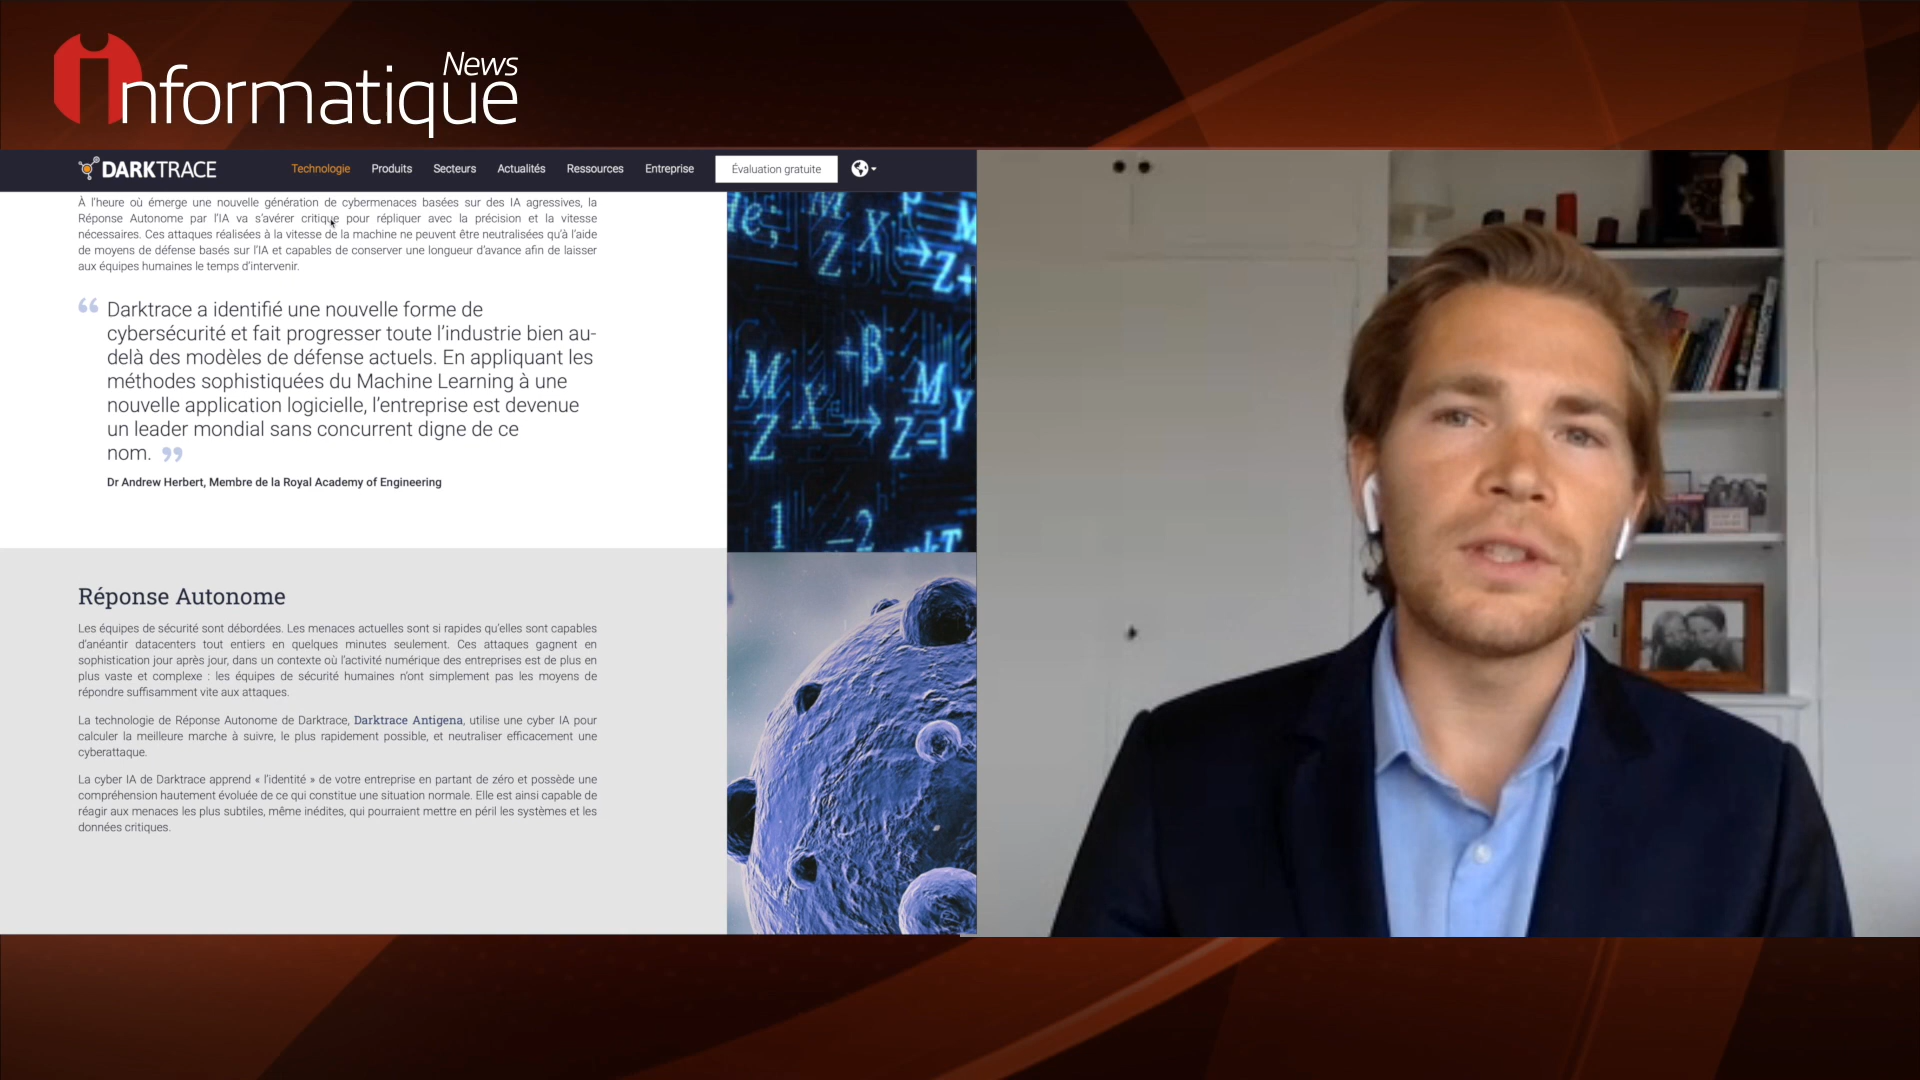 informatique News
DARKTRACE
Technologie Produits Secteurs Actualités Ressources Entreprise Évaluation gratuite
À l'heure où émerge une nouvelle génération de cybermenaces basées sur des IA agressives, la
Réponse Autonome par l'IA va s'avérer critique pour répliquer avec la précision et la vitesse
nécessaires. Ces attaques réalisées à la vitesse de la machine ne peuvent être neutralisées qu'à l'aide
de moyens de défense basés sur l'IA et capables de conserver une longueur d'avance afin de laisser
aux équipes humaines le temps d'intervenir.
“ Darktrace a identifié une nouvelle forme de
cybersécurité et fait progresser toute l'industrie bien au-
delà des modèles de défense actuels. En appliquant les
méthodes sophistiquées du Machine Learning à une
nouvelle application logicielle, l'entreprise est devenue
un leader mondial sans concurrent digne de ce
nom. ”
Dr Andrew Herbert, Membre de la Royal Academy of Engineering
Réponse Autonome
Les équipes de sécurité sont débordées. Les menaces actuelles sont si rapides qu'elles sont capables
d'anéantir datacenters tout entiers en quelques minutes seulement. Ces attaques gagnent en
sophistication jour après jour, dans un contexte où l'activité numérique des entreprises est de plus en
plus vaste et complexe : les équipes de sécurité humaines n'ont simplement pas les moyens de
répondre suffisamment vite aux attaques.
La technologie de Réponse Autonome de Darktrace, Darktrace Antigena, utilise une cyber IA pour
calculer la meilleure marche à suivre, le plus rapidement possible, et neutraliser efficacement une
cyberattaque.
La cyber IA de Darktrace apprend « l'identité » de votre entreprise en partant de zéro et possède une
compréhension hautement évoluée de ce qui constitue une situation normale. Elle est ainsi capable de
réagir aux menaces les plus subtiles, même inédites, qui pourraient mettre en péril les systèmes et les
données critiques.
M X β
Z → Z+
M +β M
X → Y
Z Z-1
1 -2